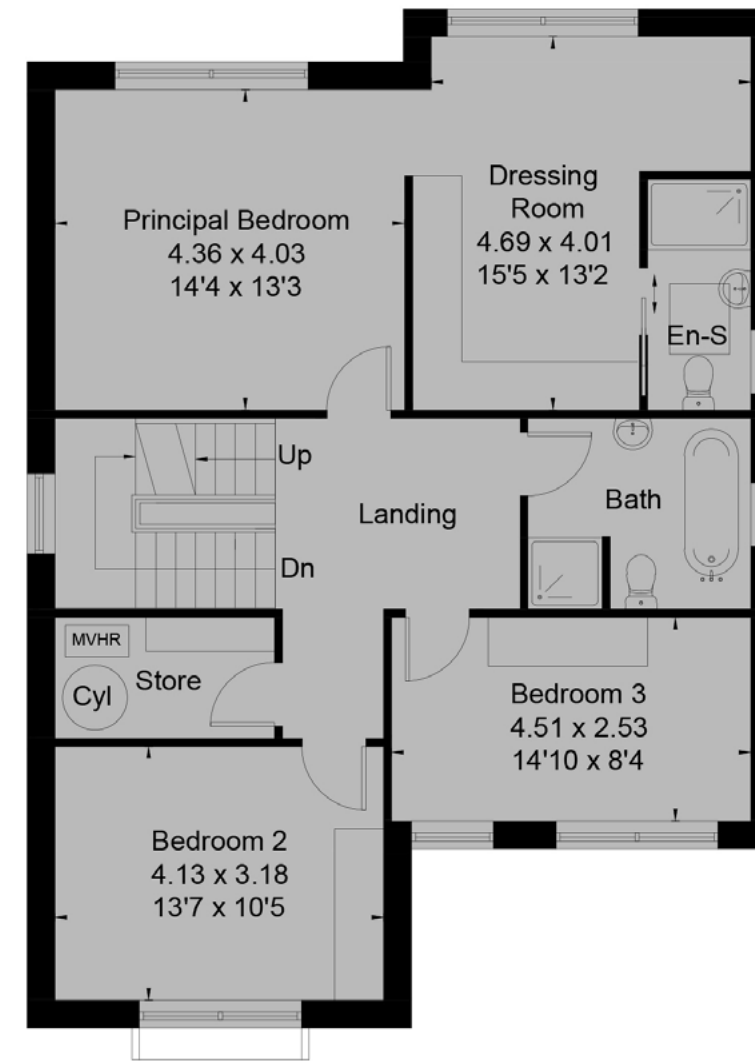 Principal Bedroom
4.36 x 4.03
14'4 x 13'3
Dressing
Room
4.69 x 4.01
15'5 x 13'2
En-S
Up
Landing
Bath
Dn
MVHR
Cyl
Store
Bedroom 3
4.51 x 2.53
14'10 x 8'4
Bedroom 2
4.13 x 3.18
13'7 x 10'5